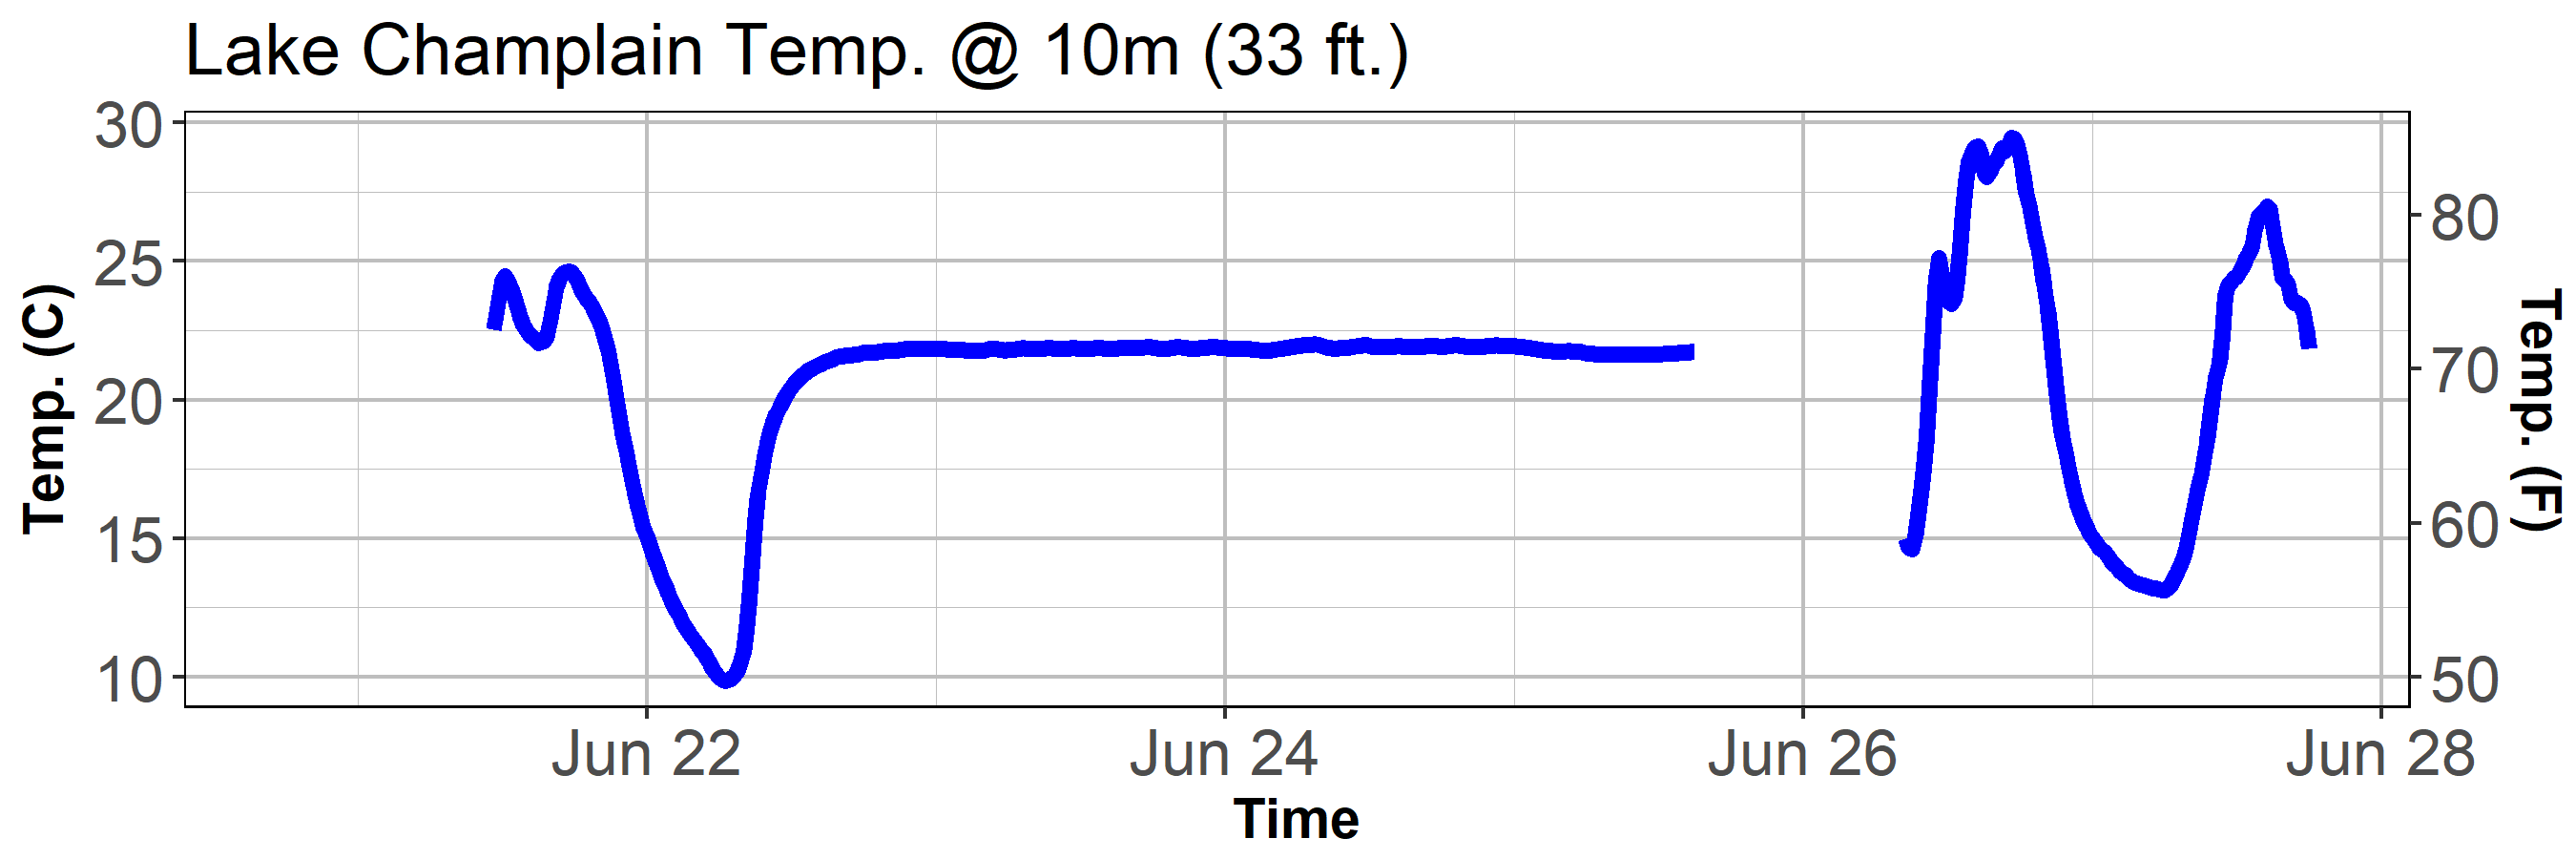 Lake Champlain Temp. @ 10m (33 ft.)
30
25
20
15
10
Temp. (C)
80
70
60
50
Temp. (F)
Jun 22 Jun 24 Jun 26 Jun 28
Time